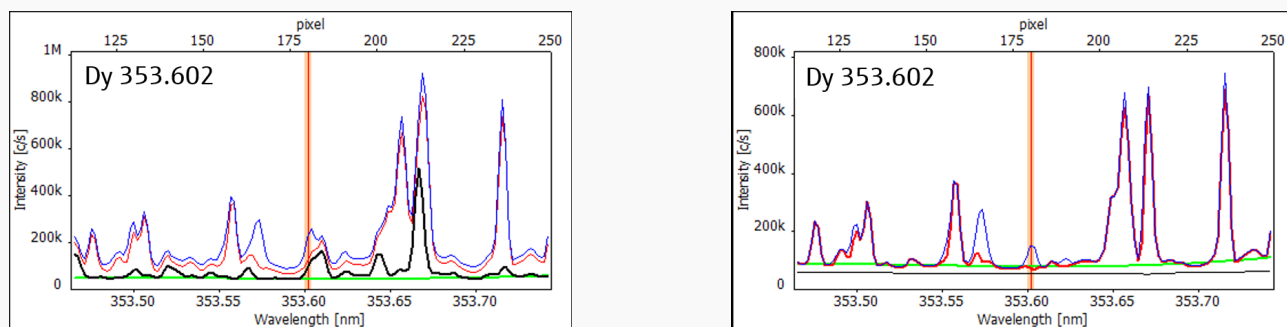 pixel
125 150 175 200 225 250
1M
800k
600k
400k
200k
0
Intensity [c/s]
Dy 353.602
353.50 353.55 353.60 353.65 353.70
Wavelength [nm]
pixel
125 150 175 200 225 250
800k
600k
400k
200k
0
Intensity [c/s]
Dy 353.602
353.50 353.55 353.60 353.65 353.70
Wavelength [nm]